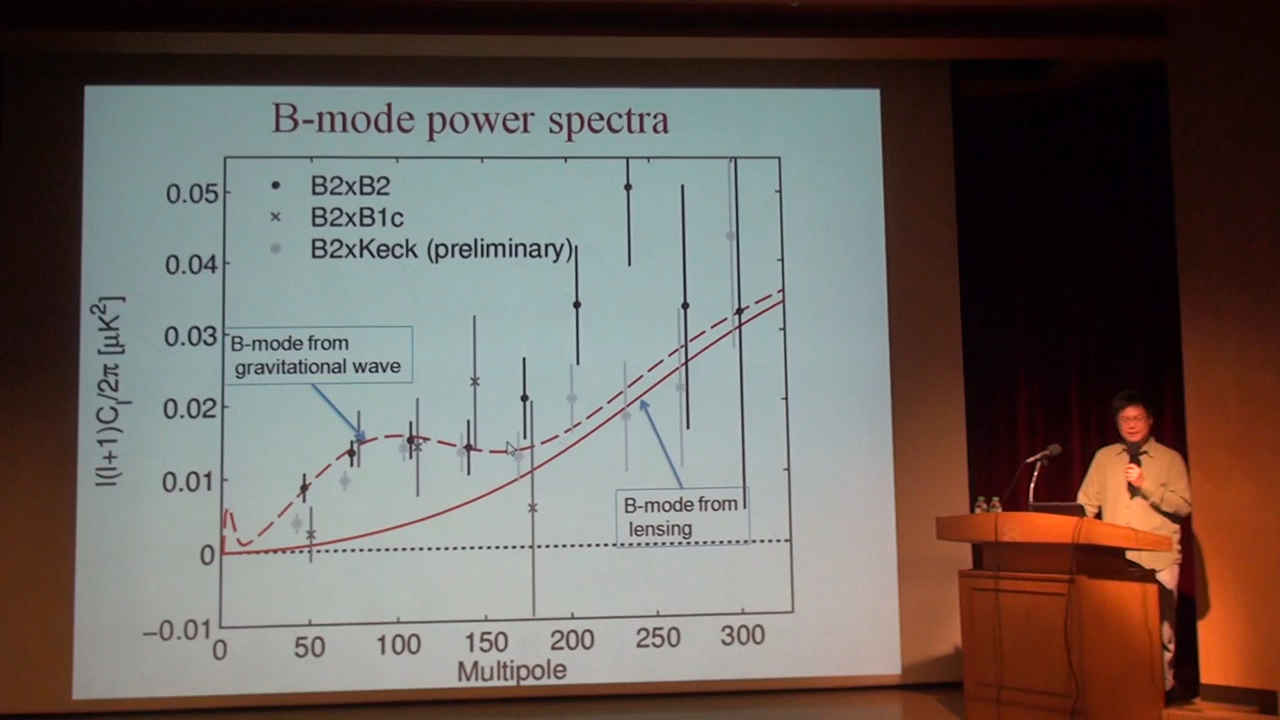 B-mode power spectra
B2xB2
B2xB1c
B2xKeck (preliminary)
l(l+1)Cₗ/2π [μK²]
0.05
0.04
0.03
0.02
0.01
0
−0.01
B-mode from
gravitational wave
B-mode from
lensing
0 50 100 150 200 250 300
Multipole